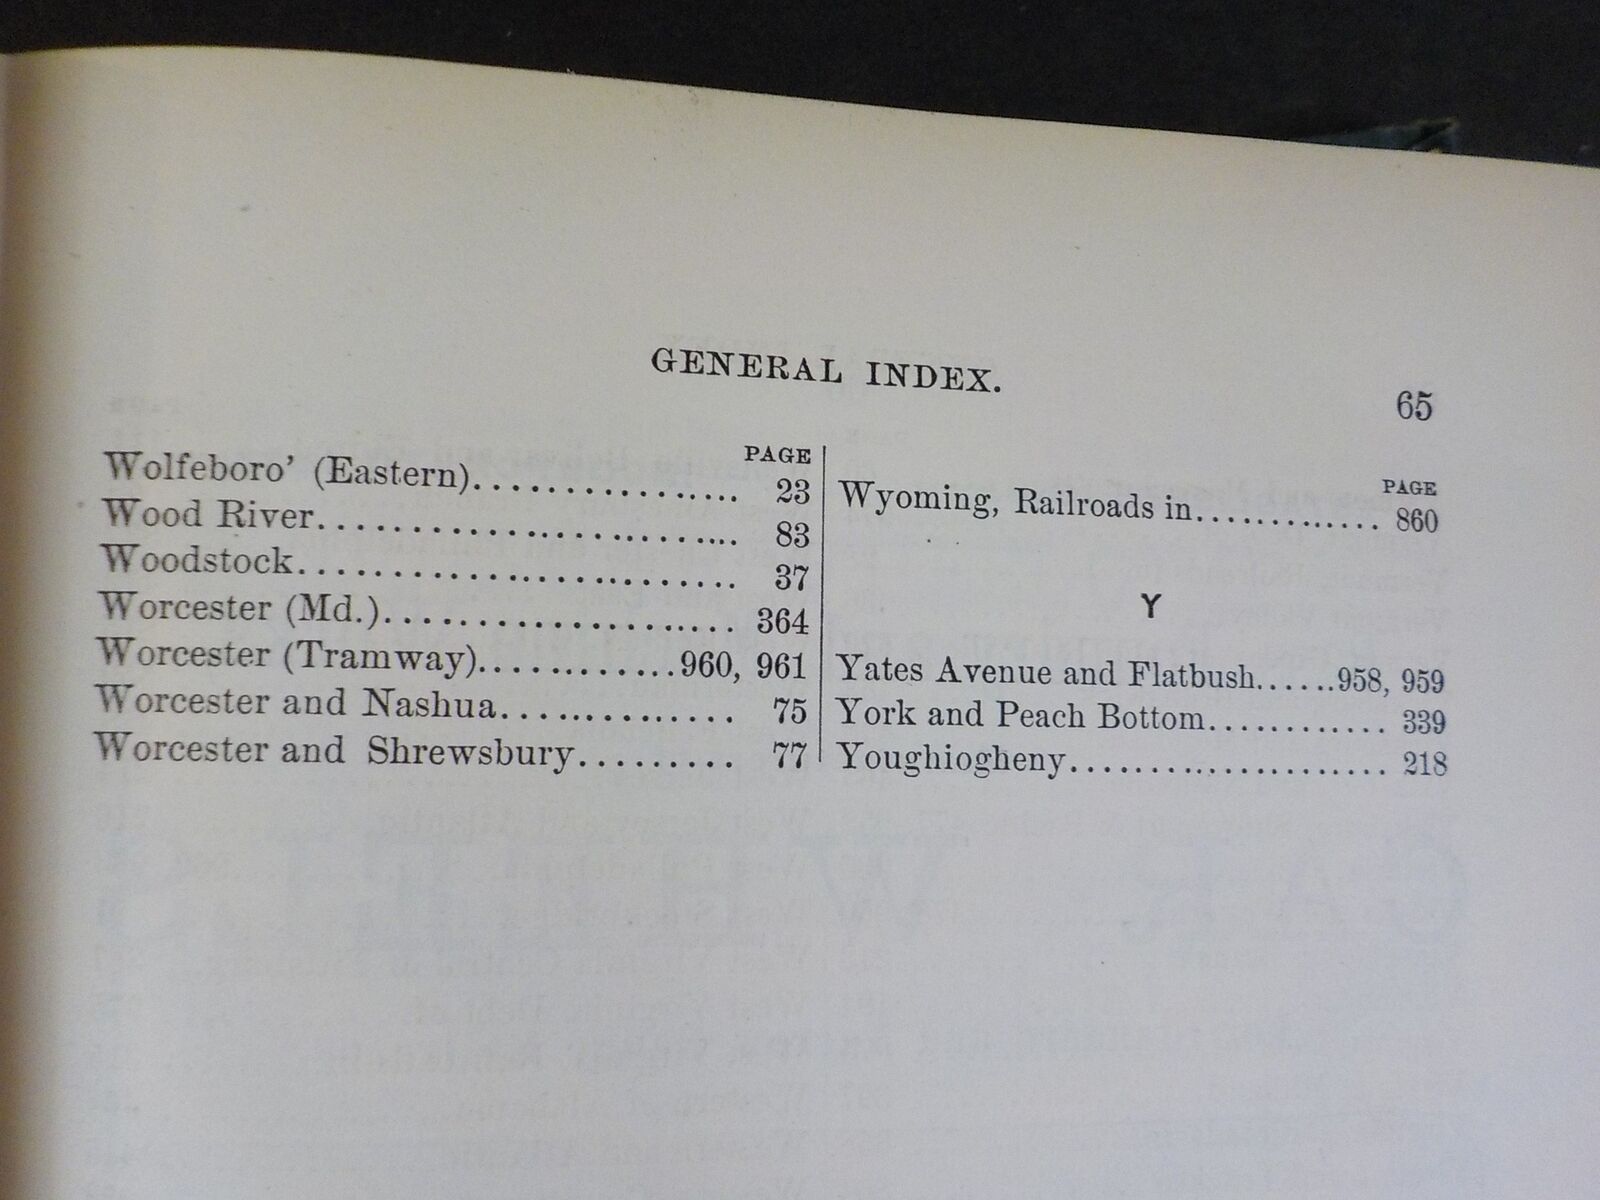 GENERAL INDEX.
65
PAGE
Wolfeboro' (Eastern)................. 23
Wood River....................... 83
Woodstock........................ 37
Worcester (Md.)................... 364
Worcester (Tramway).............960, 961
Worcester and Nashua............. 75
Worcester and Shrewsbury......... 77
PAGE
Wyoming, Railroads in............. 860
Y
Yates Avenue and Flatbush......958, 959
York and Peach Bottom............ 339
Youghiogheny...................... 218